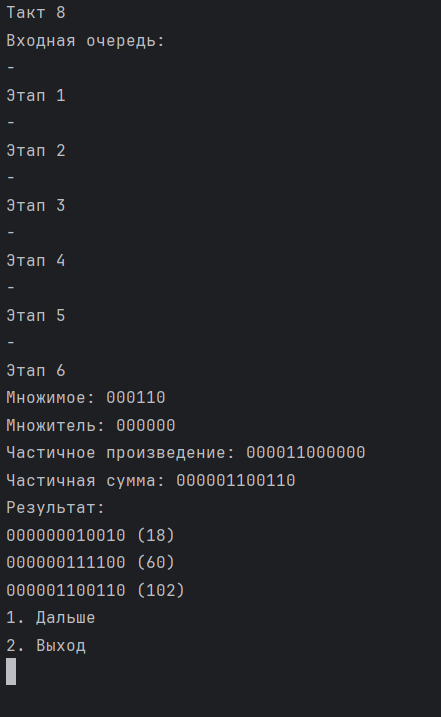 Такт 8
Входная очередь:
-
Этап 1
-
Этап 2
-
Этап 3
-
Этап 4
-
Этап 5
-
Этап 6
Множимое: 000110
Множитель: 000000
Частичное произведение: 000011000000
Частичная сумма: 000001100110
Результат:
000000010010 (18)
000000111100 (60)
000001100110 (102)
1. Дальше
2. Выход